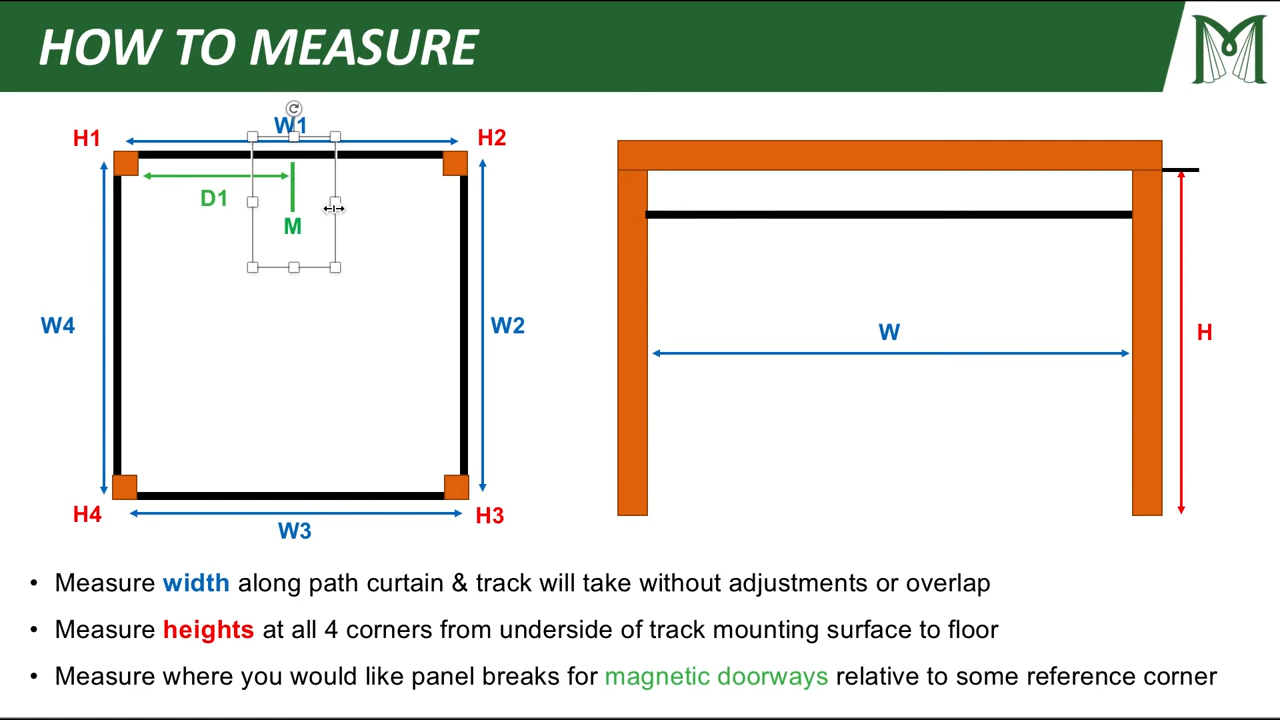 HOW TO MEASURE
M
H1
W1
H2
D1
M
W4
W2
W
H
H4
W3
H3
• Measure width along path curtain & track will take without adjustments or overlap
• Measure heights at all 4 corners from underside of track mounting surface to floor
• Measure where you would like panel breaks for magnetic doorways relative to some reference corner